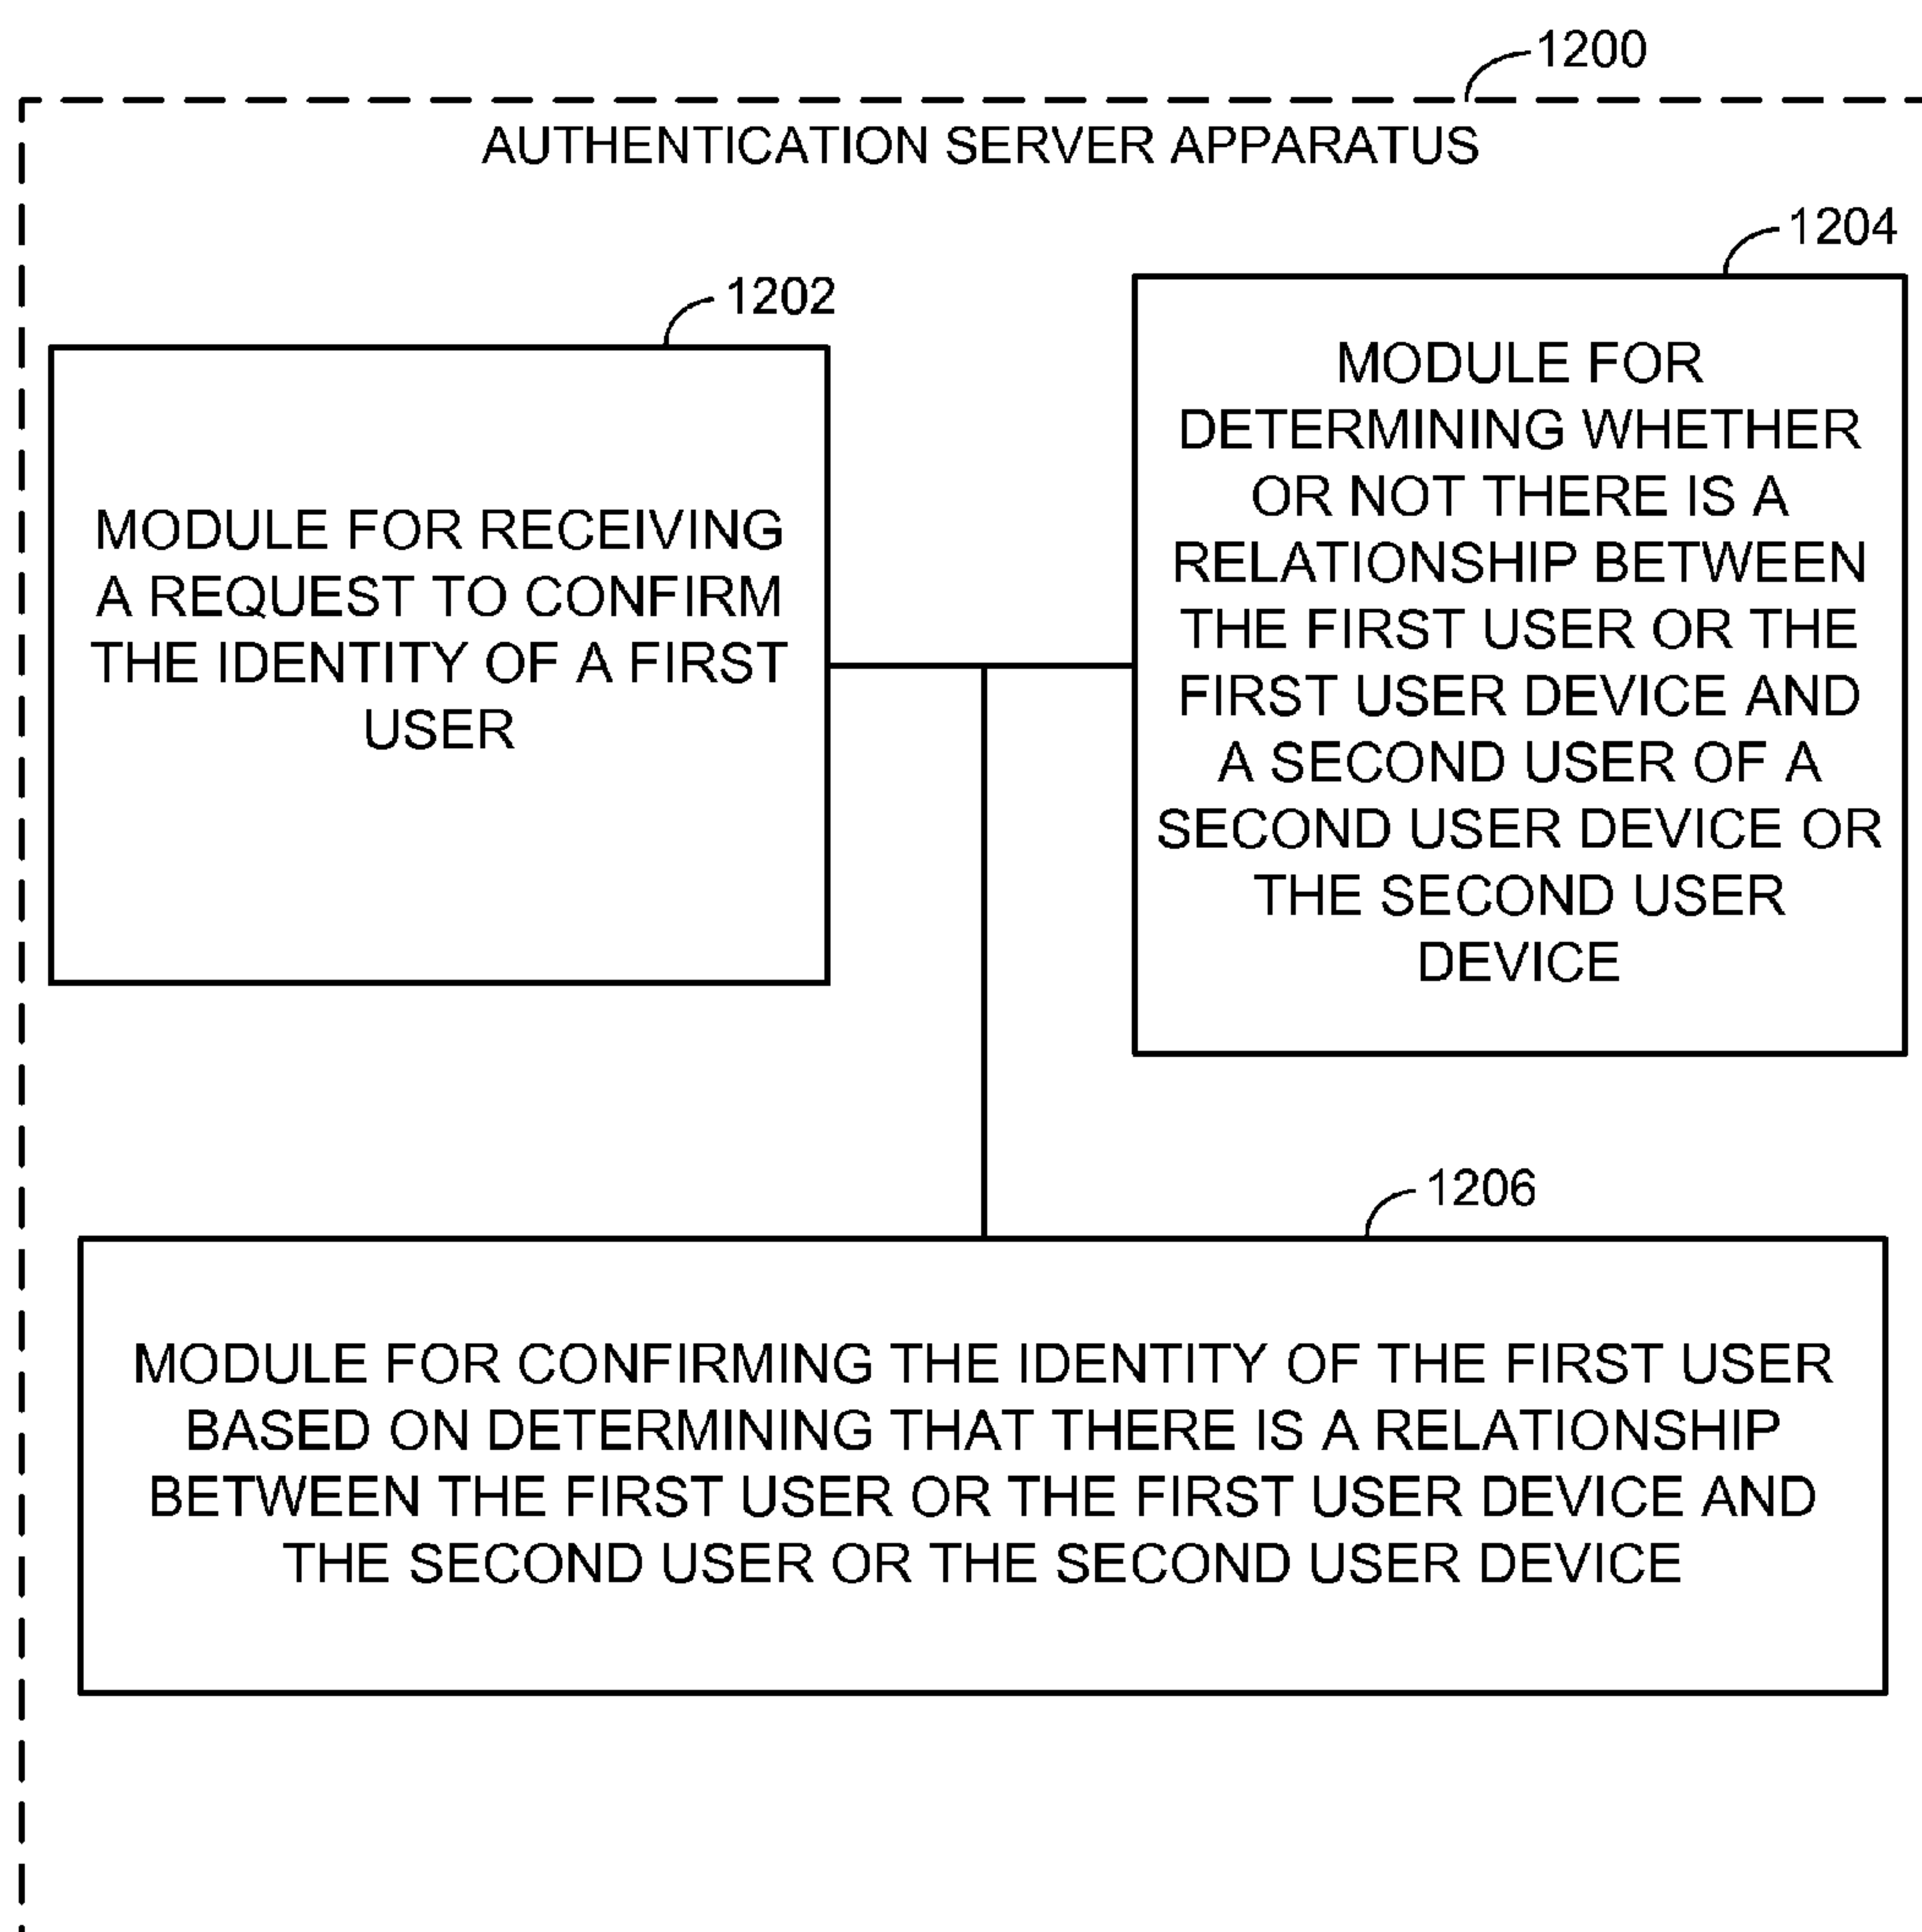 1200
AUTHENTICATION SERVER APPARATUS
1202
MODULE FOR RECEIVING
A REQUEST TO CONFIRM
THE IDENTITY OF A FIRST
USER
1204
MODULE FOR
DETERMINING WHETHER
OR NOT THERE IS A
RELATIONSHIP BETWEEN
THE FIRST USER OR THE
FIRST USER DEVICE AND
A SECOND USER OF A
SECOND USER DEVICE OR
THE SECOND USER
DEVICE
1206
MODULE FOR CONFIRMING THE IDENTITY OF THE FIRST USER
BASED ON DETERMINING THAT THERE IS A RELATIONSHIP
BETWEEN THE FIRST USER OR THE FIRST USER DEVICE AND
THE SECOND USER OR THE SECOND USER DEVICE